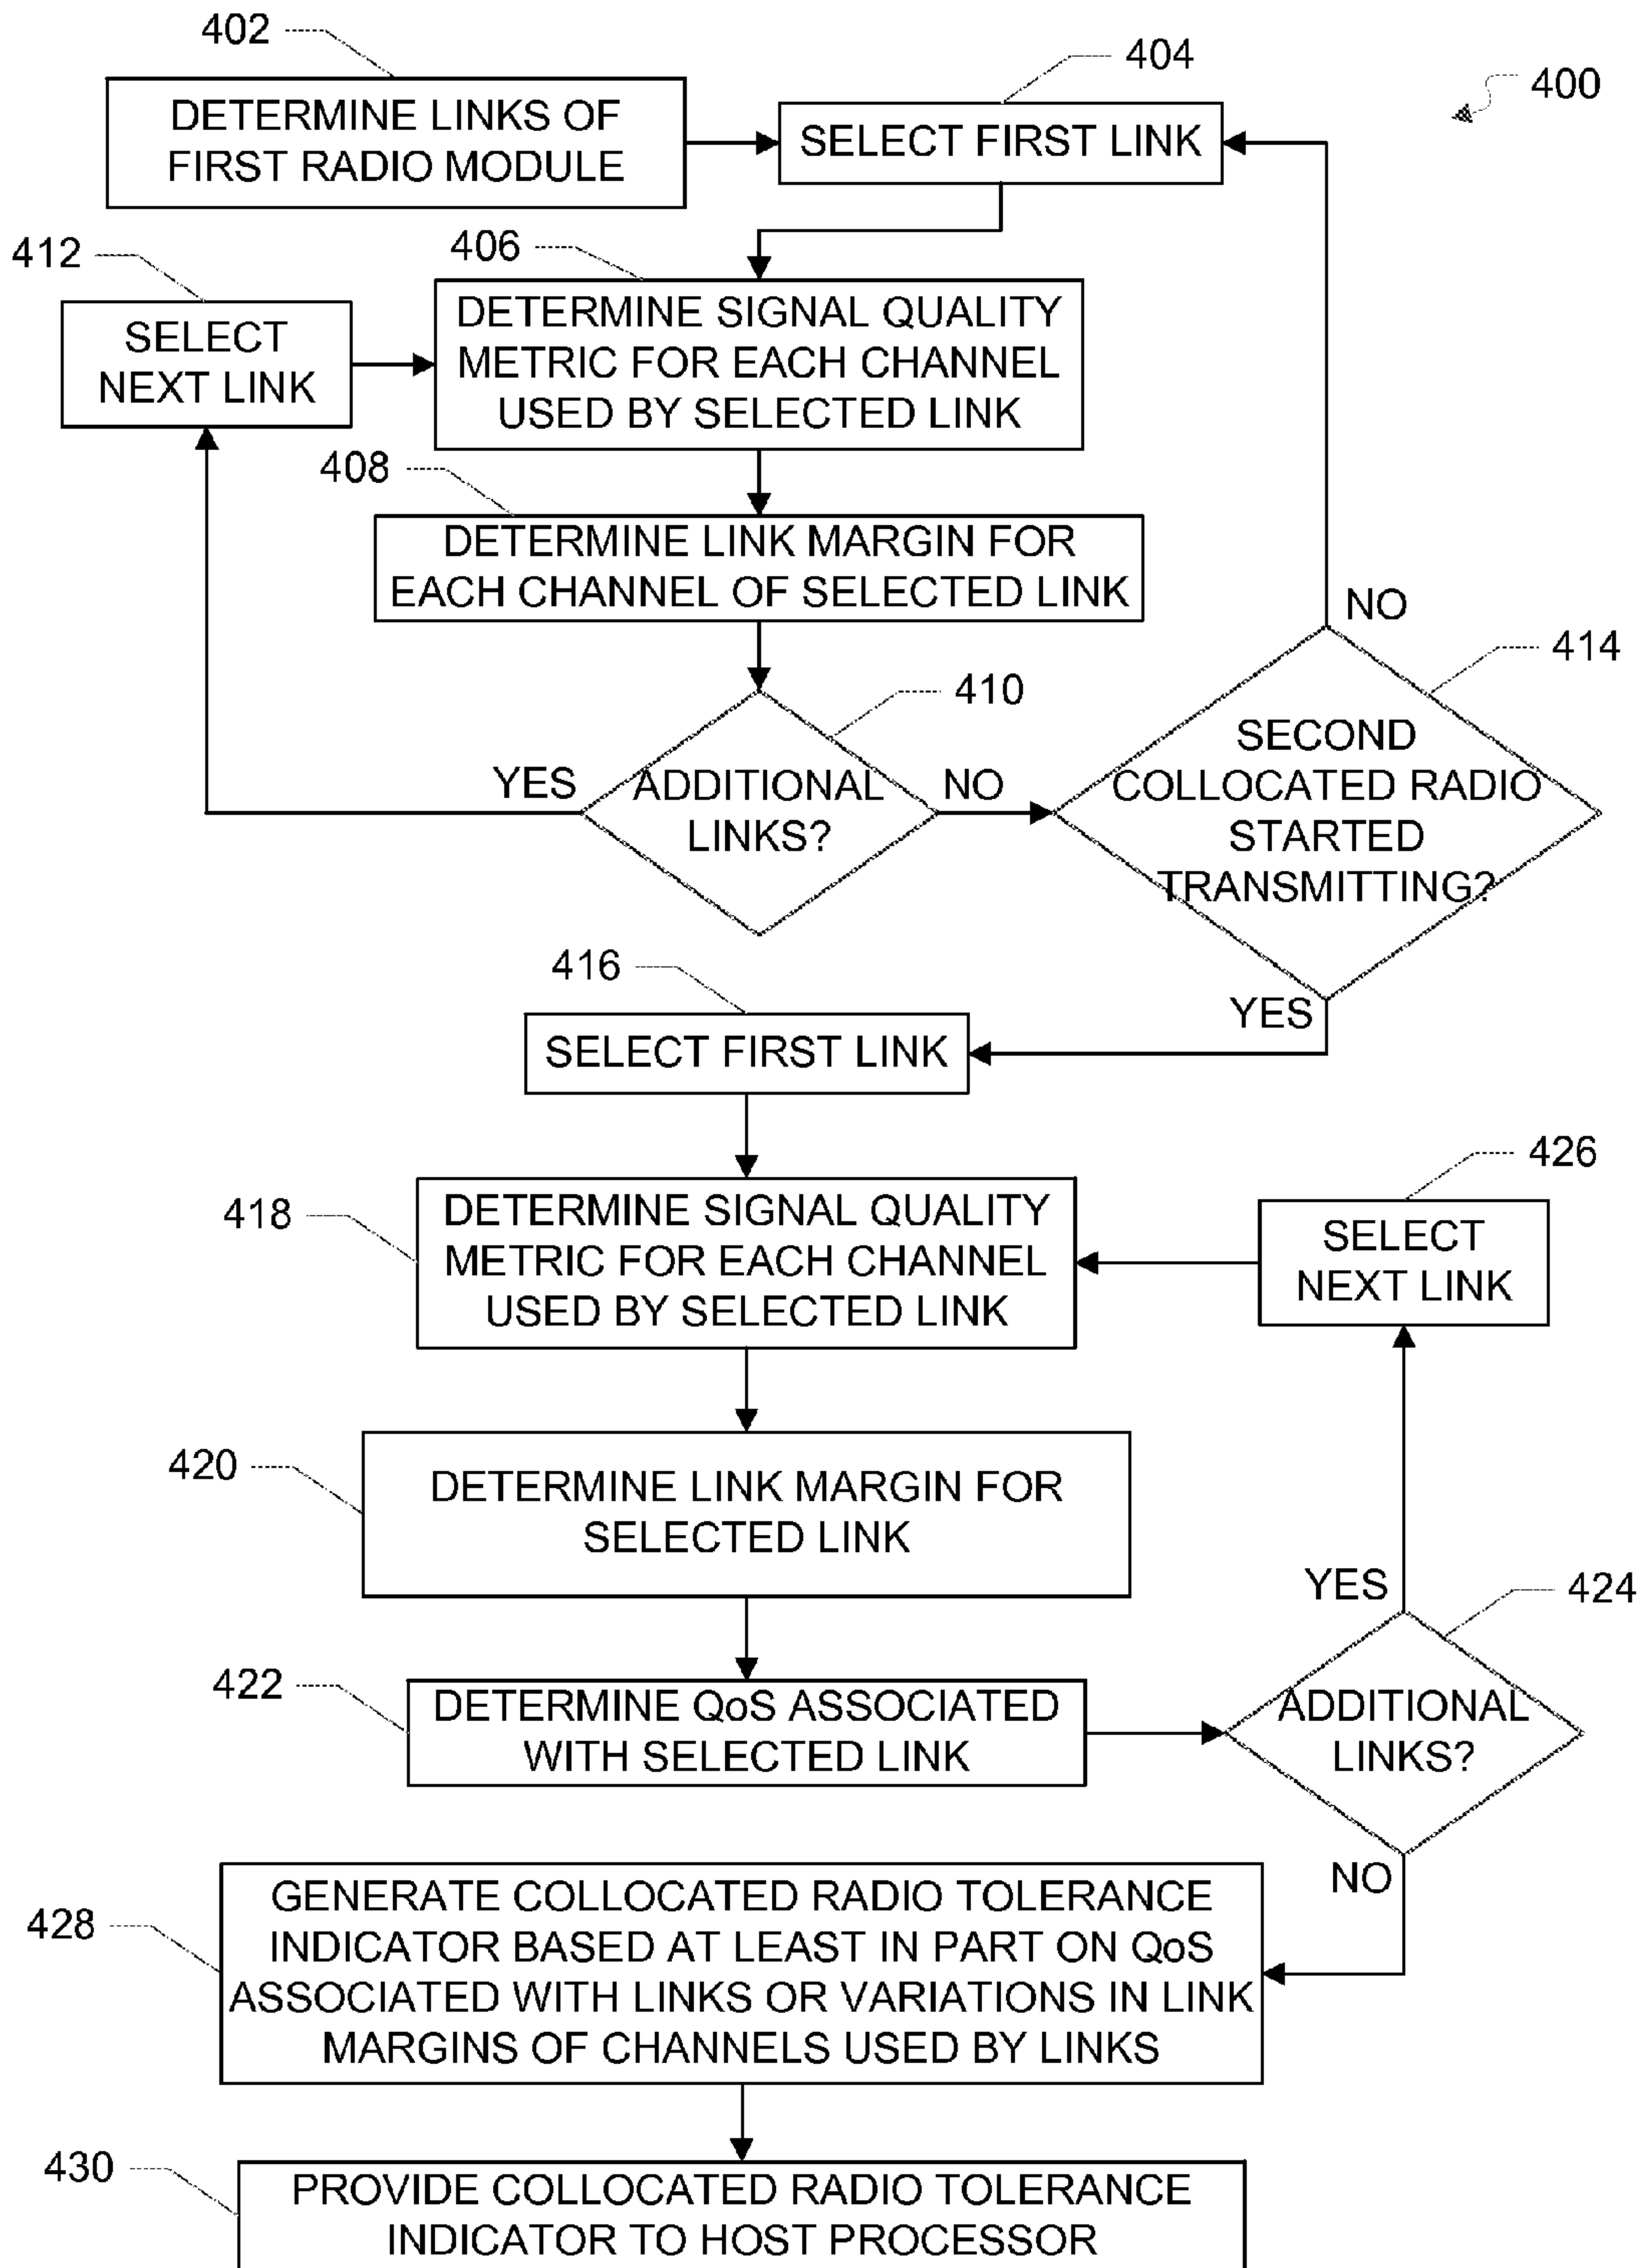 402
404
400
DETERMINE LINKS OF
FIRST RADIO MODULE
SELECT FIRST LINK
412
406
SELECT
NEXT LINK
DETERMINE SIGNAL QUALITY
METRIC FOR EACH CHANNEL
USED BY SELECTED LINK
408
DETERMINE LINK MARGIN FOR
EACH CHANNEL OF SELECTED LINK
NO
414
410
YES
ADDITIONAL
LINKS?
NO
SECOND
COLLOCATED RADIO
STARTED
TRANSMITTING?
416
YES
SELECT FIRST LINK
426
418
DETERMINE SIGNAL QUALITY
METRIC FOR EACH CHANNEL
USED BY SELECTED LINK
SELECT
NEXT LINK
420
DETERMINE LINK MARGIN FOR
SELECTED LINK
YES
424
422
DETERMINE QoS ASSOCIATED
WITH SELECTED LINK
ADDITIONAL
LINKS?
NO
428
GENERATE COLLOCATED RADIO TOLERANCE
INDICATOR BASED AT LEAST IN PART ON QoS
ASSOCIATED WITH LINKS OR VARIATIONS IN LINK
MARGINS OF CHANNELS USED BY LINKS
430
PROVIDE COLLOCATED RADIO TOLERANCE
INDICATOR TO HOST PROCESSOR